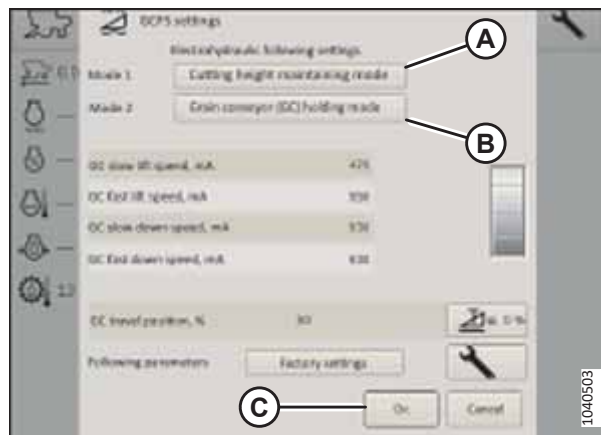 GCFS settings
Electrohydraulic following settings
Mode 1 Cutting height maintaining mode
Mode 2 Grain conveyor (GC) holding mode
GC slow lift speed, mA
GC fast lift speed, mA
GC slow down speed, mA
GC fast down speed, mA
GC travel position, %
Following parameters Factory settings
Ok Cancel
A
B
C
1040503